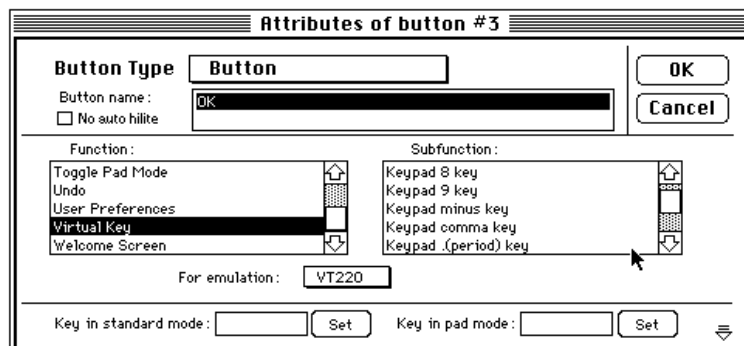 Attributes of button #3
Button Type Button
OK
Button name :
OK
No auto hilite
Cancel
Function :
Subfunction :
Toggle Pad Mode
Undo
User Preferences
Virtual Key
Welcome Screen
Keypad 8 key
Keypad 9 key
Keypad minus key
Keypad comma key
Keypad .(period) key
For emulation : VT220
Key in standard mode : Set
Key in pad mode : Set